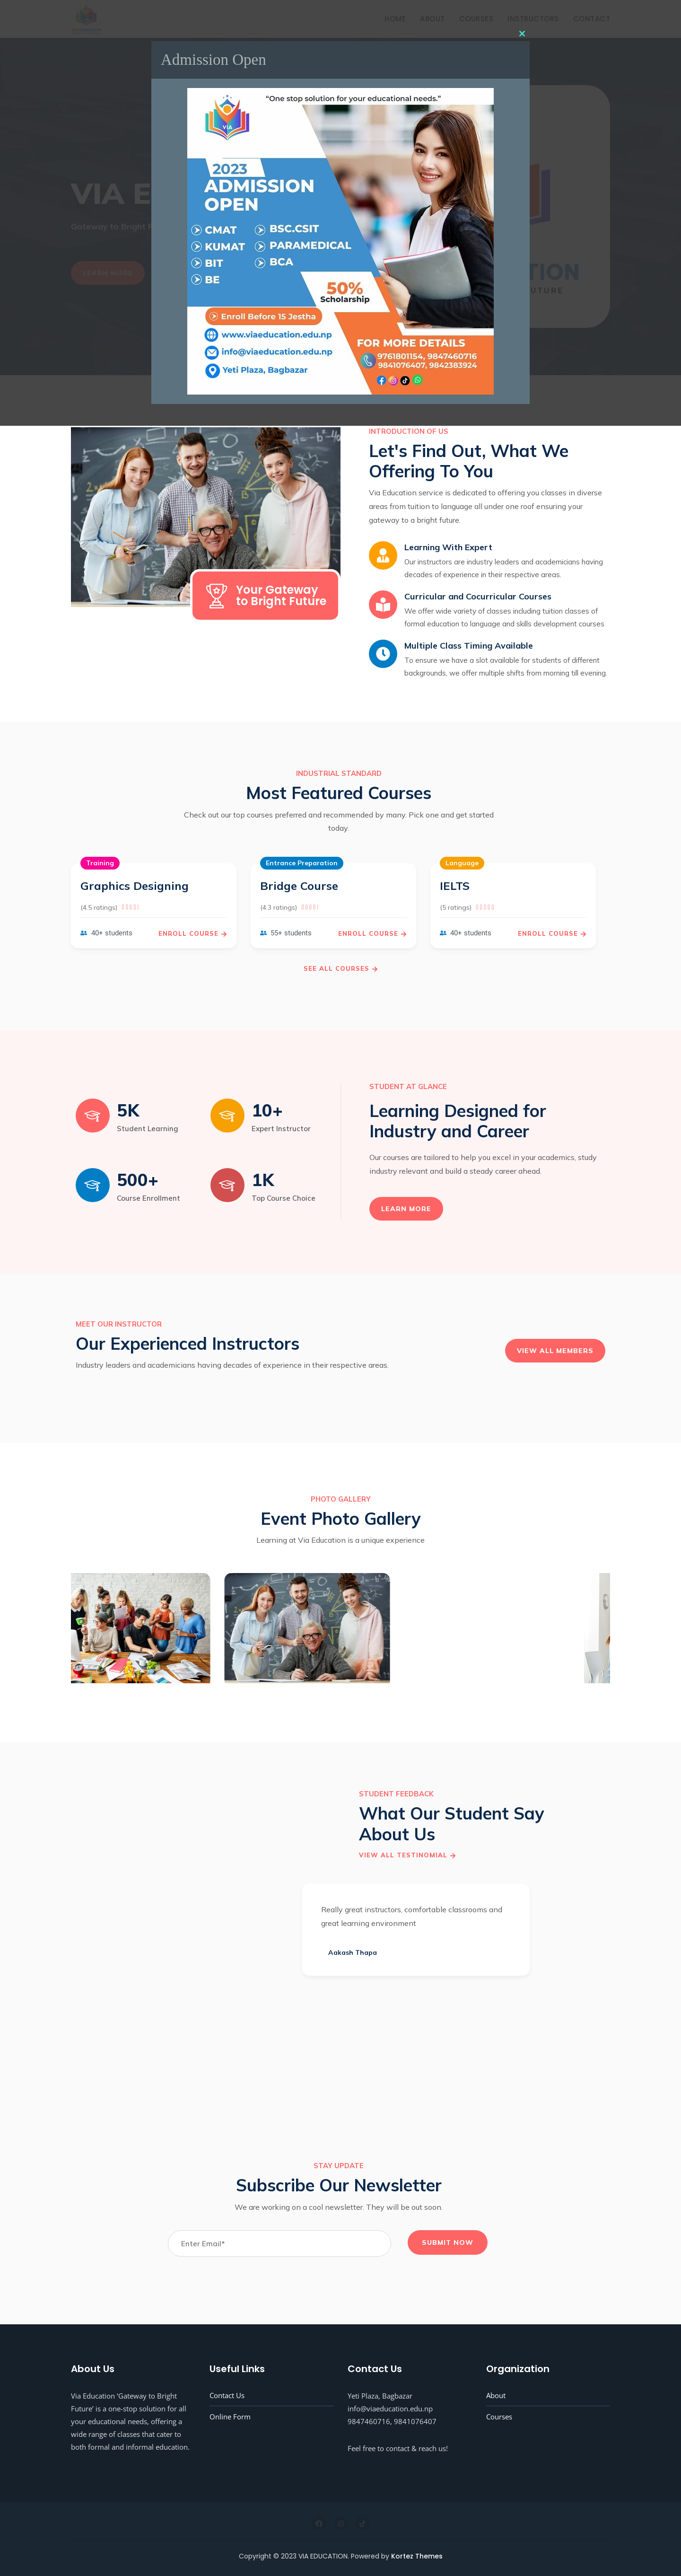 HOME ABOUT COURSES INSTRUCTORS CONTACT
Admission Open
"One stop solution for your educational needs."
VIA
2023
ADMISSION
OPEN
CMAT
KUMAT
BIT
BE
BSC.CSIT
PARAMEDICAL
BCA
50%
Scholarship
Enroll Before 15 Jestha
www.viaeducation.edu.np
info@viaeducation.edu.np
Yeti Plaza, Bagbazar
FOR MORE DETAILS
9761801154, 9847460716
9841076407, 9842383924
VIA E
Gateway to Bright F
LEARN MORE
INTRODUCTION OF US
Let's Find Out, What We
Offering To You
Via Education service is dedicated to offering you classes in diverse
areas from tuition to language all under one roof ensuring your
gateway to a bright future.
Your Gateway
to Bright Future
Learning With Expert
Our instructors are industry leaders and academicians having
decades of experience in their respective areas.
Curricular and Cocurricular Courses
We offer wide variety of classes including tuition classes of
formal education to language and skills development courses
Multiple Class Timing Available
To ensure we have a slot available for students of different
backgrounds, we offer multiple shifts from morning till evening.
INDUSTRIAL STANDARD
Most Featured Courses
Check out our top courses preferred and recommended by many. Pick one and get started
today.
Training
Graphics Designing
(4.5 ratings)
40+ students
ENROLL COURSE
Entrance Preparation
Bridge Course
(4.3 ratings)
55+ students
ENROLL COURSE
Language
IELTS
(5 ratings)
40+ students
ENROLL COURSE
SEE ALL COURSES
5K
Student Learning
10+
Expert Instructor
500+
Course Enrollment
1K
Top Course Choice
STUDENT AT GLANCE
Learning Designed for
Industry and Career
Our courses are tailored to help you excel in your academics, study
industry relevant and build a steady career ahead.
LEARN MORE
MEET OUR INSTRUCTOR
Our Experienced Instructors
Industry leaders and academicians having decades of experience in their respective areas.
VIEW ALL MEMBERS
PHOTO GALLERY
Event Photo Gallery
Learning at Via Education is a unique experience
STUDENT FEEDBACK
What Our Student Say
About Us
VIEW ALL TESTINOMIAL
Really great instructors, comfortable classrooms and
great learning environment
Aakash Thapa
STAY UPDATE
Subscribe Our Newsletter
We are working on a cool newsletter. They will be out soon.
Enter Email*
SUBMIT NOW
About Us
Via Education 'Gateway to Bright
Future' is a one-stop solution for all
your educational needs, offering a
wide range of classes that cater to
both formal and informal education.
Useful Links
Contact Us
Online Form
Contact Us
Yeti Plaza, Bagbazar
info@viaeducation.edu.np
9847460716, 9841076407
Feel free to contact & reach us!
Organization
About
Courses
Copyright © 2023 VIA EDUCATION. Powered by Kortez Themes